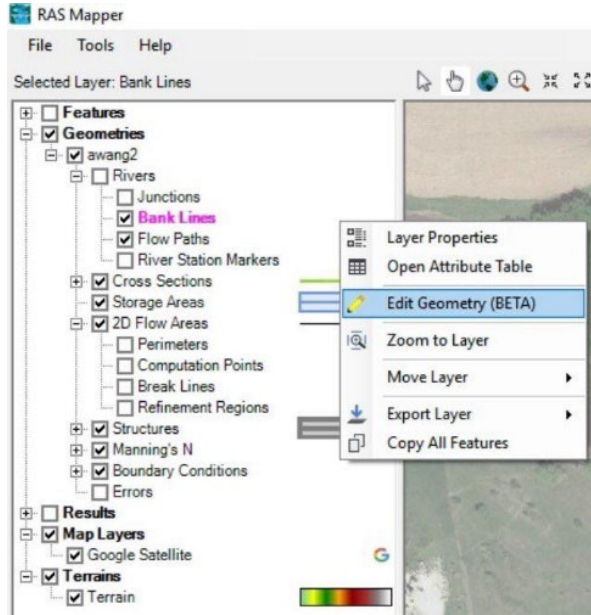 RAS Mapper
File Tools Help
Selected Layer: Bank Lines
Features
Geometries
awang2
Rivers
Junctions
Bank Lines
Flow Paths
River Station Markers
Cross Sections
Storage Areas
2D Flow Areas
Perimeters
Computation Points
Break Lines
Refinement Regions
Structures
Manning's N
Boundary Conditions
Errors
Results
Map Layers
Google Satellite
G
Terrains
Terrain
Layer Properties
Open Attribute Table
Edit Geometry (BETA)
Zoom to Layer
Move Layer
Export Layer
Copy All Features